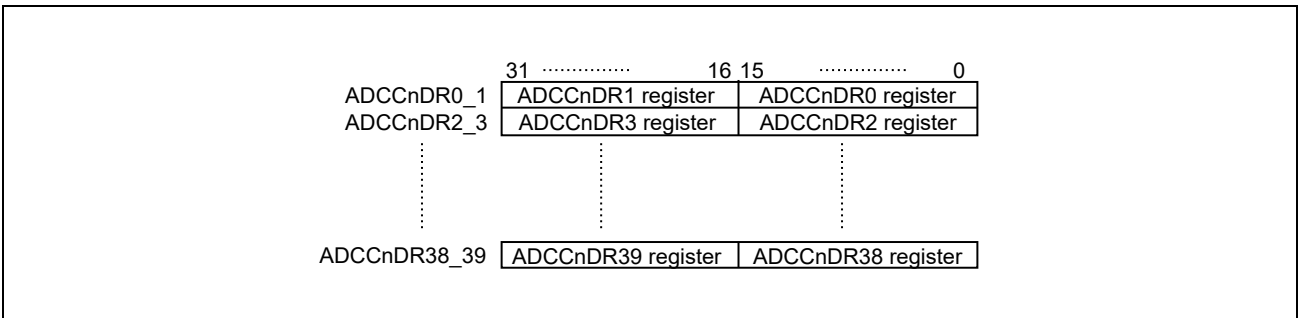 31 ............... 16 15 ............... 0
ADCCnDR0_1 ADCCnDR1 register ADCCnDR0 register
ADCCnDR2_3 ADCCnDR3 register ADCCnDR2 register
ADCCnDR38_39 ADCCnDR39 register ADCCnDR38 register